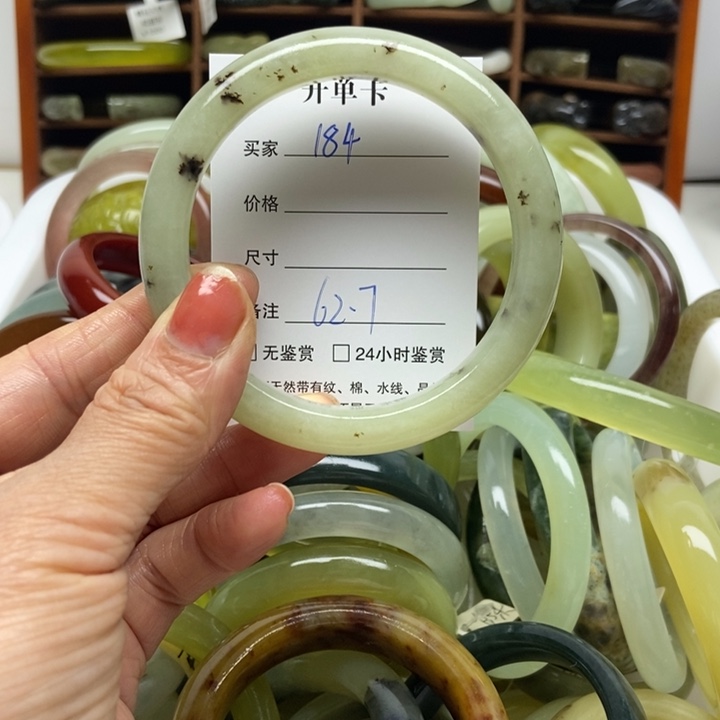 开单卡
买家 184
价格
尺寸
备注 62.7
无鉴赏 24小时鉴赏
天然带有纹、棉、水线、